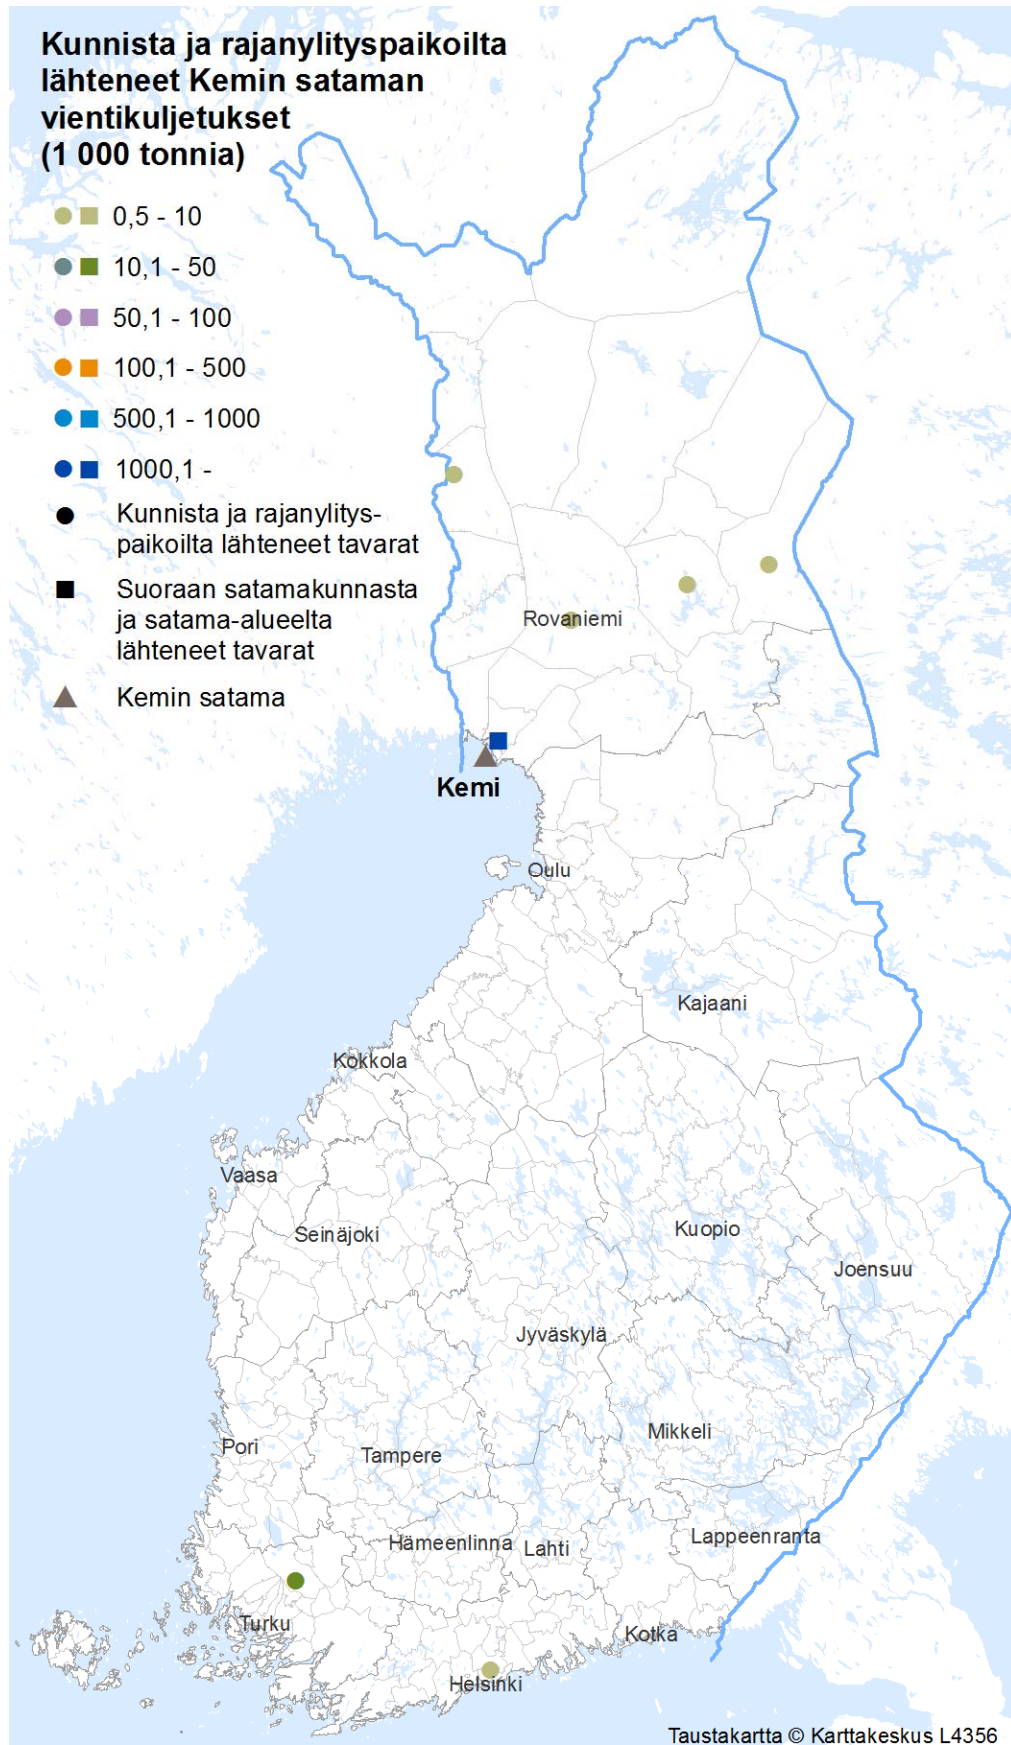 Kunnista ja rajanylityspaikoilta
lähteneet Kemin sataman
vientikuljetukset
(1 000 tonnia)
0,5 - 10
10,1 - 50
50,1 - 100
100,1 - 500
500,1 - 1000
1000,1 -
Kunnista ja rajanylitys-
paikoilta lähteneet tavarat
Suoraan satamakunnasta
ja satama-alueelta
lähteneet tavarat
Kemin satama
Rovaniemi
Kemi
Oulu
Kajaani
Kokkola
Vaasa
Seinäjoki
Kuopio
Joensuu
Jyväskylä
Mikkeli
Pori
Tampere
Hämeenlinna
Lahti
Lappeenranta
Turku
Kotka
Helsinki
Taustakartta © Karttakeskus L4356